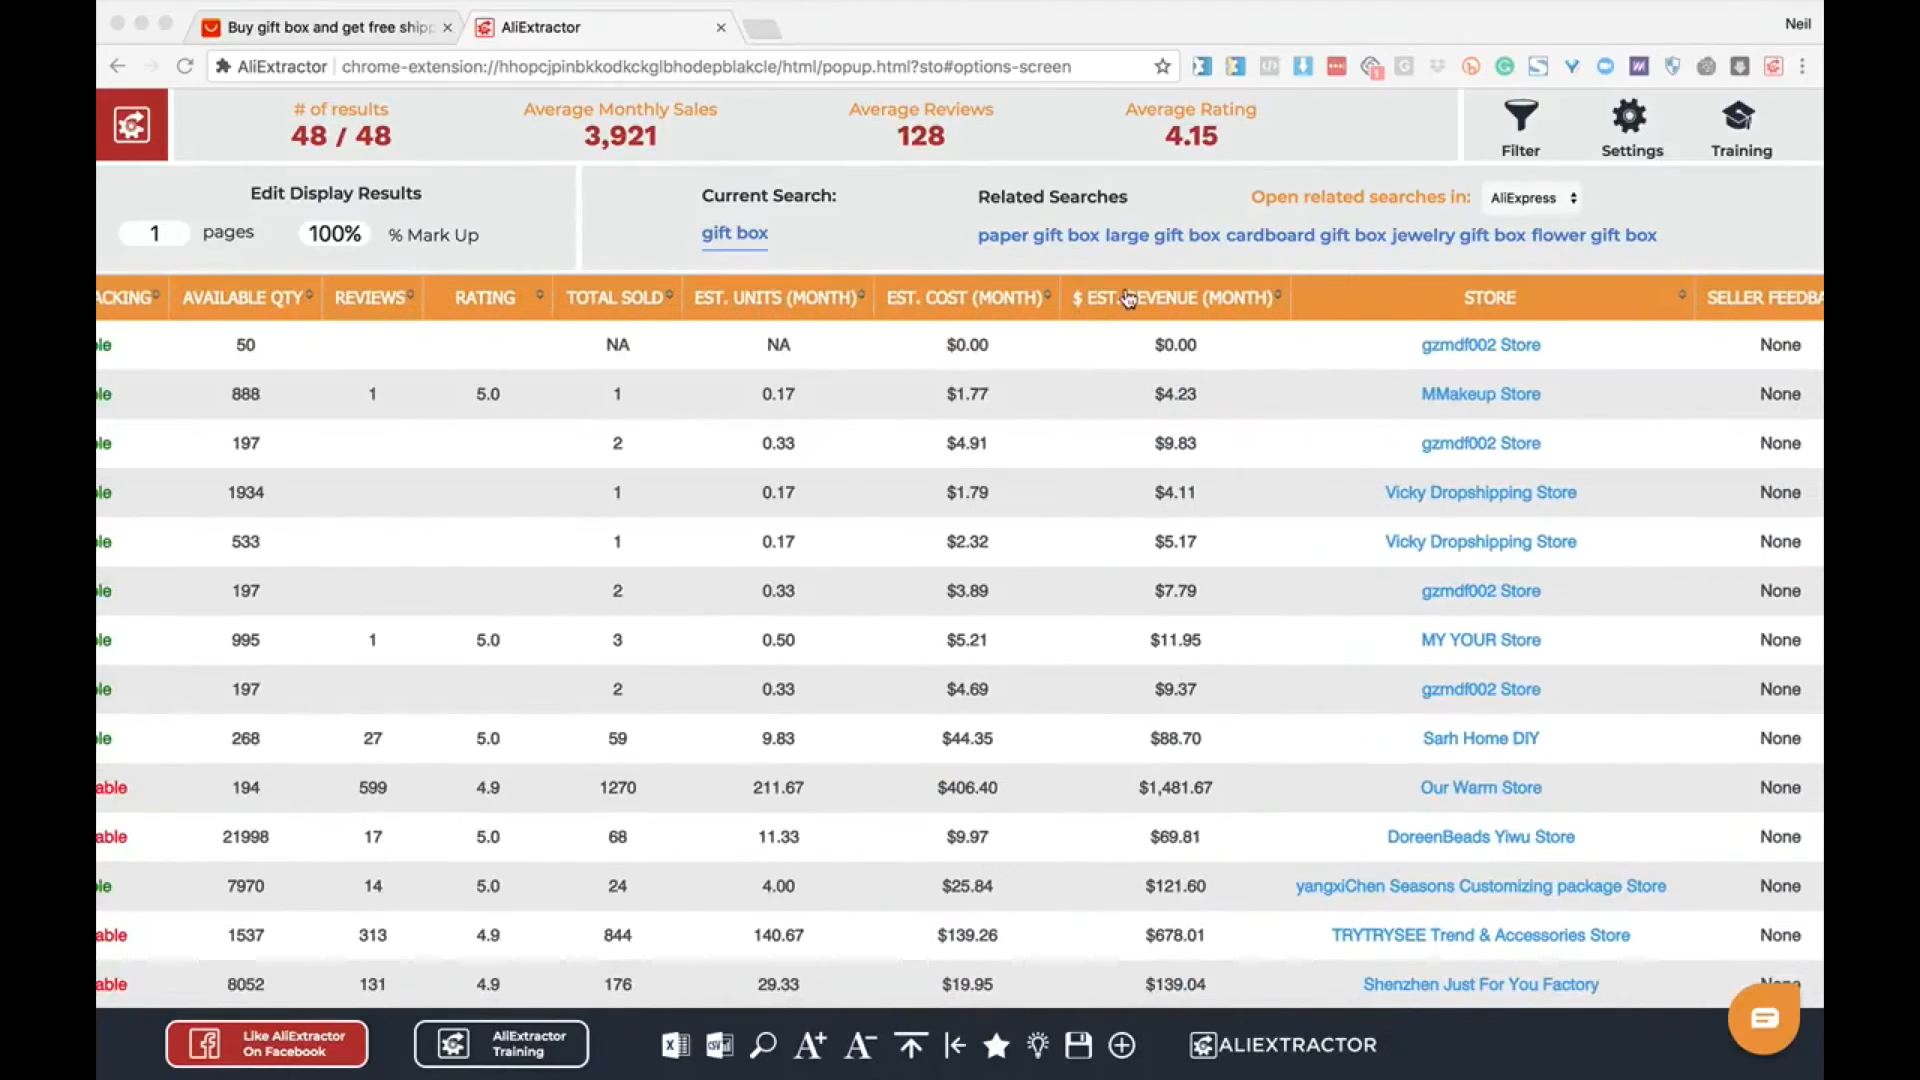 Buy gift box and get free shipp
AliExtractor
Neil
AliExtractor chrome-extension://hhopcjpinbkkodkckglbhodepblakcle/html/popup.html?sto#options-screen
# of results Average Monthly Sales Average Reviews Average Rating
48 / 48 3,921 128 4.15
Filter Settings Training
Edit Display Results Current Search: Related Searches Open related searches in: AliExpress
1 pages 100% % Mark Up gift box paper gift box large gift box cardboard gift box jewelry gift box flower gift box
ACKING AVAILABLE QTY REVIEWS RATING TOTAL SOLD EST. UNITS (MONTH) EST. COST (MONTH) $ EST. REVENUE (MONTH) STORE SELLER FEEDBA
le 50 NA NA $0.00 $0.00 gzmdf002 Store None
le 888 1 5.0 1 0.17 $1.77 $4.23 MMakeup Store None
le 197 2 0.33 $4.91 $9.83 gzmdf002 Store None
le 1934 1 0.17 $1.79 $4.11 Vicky Dropshipping Store None
le 533 1 0.17 $2.32 $5.17 Vicky Dropshipping Store None
le 197 2 0.33 $3.89 $7.79 gzmdf002 Store None
le 995 1 5.0 3 0.50 $5.21 $11.95 MY YOUR Store None
le 197 2 0.33 $4.69 $9.37 gzmdf002 Store None
le 268 27 5.0 59 9.83 $44.35 $88.70 Sarh Home DIY None
able 194 599 4.9 1270 211.67 $406.40 $1,481.67 Our Warm Store None
able 21998 17 5.0 68 11.33 $9.97 $69.81 DoreenBeads Yiwu Store None
le 7970 14 5.0 24 4.00 $25.84 $121.60 yangxiChen Seasons Customizing package Store None
able 1537 313 4.9 844 140.67 $139.26 $678.01 TRYTRYSEE Trend & Accessories Store None
able 8052 131 4.9 176 29.33 $19.95 $139.04 Shenzhen Just For You Factory None
Like AliExtractor
On Facebook
AliExtractor
Training
A+ A-
ALIEXTRACTOR